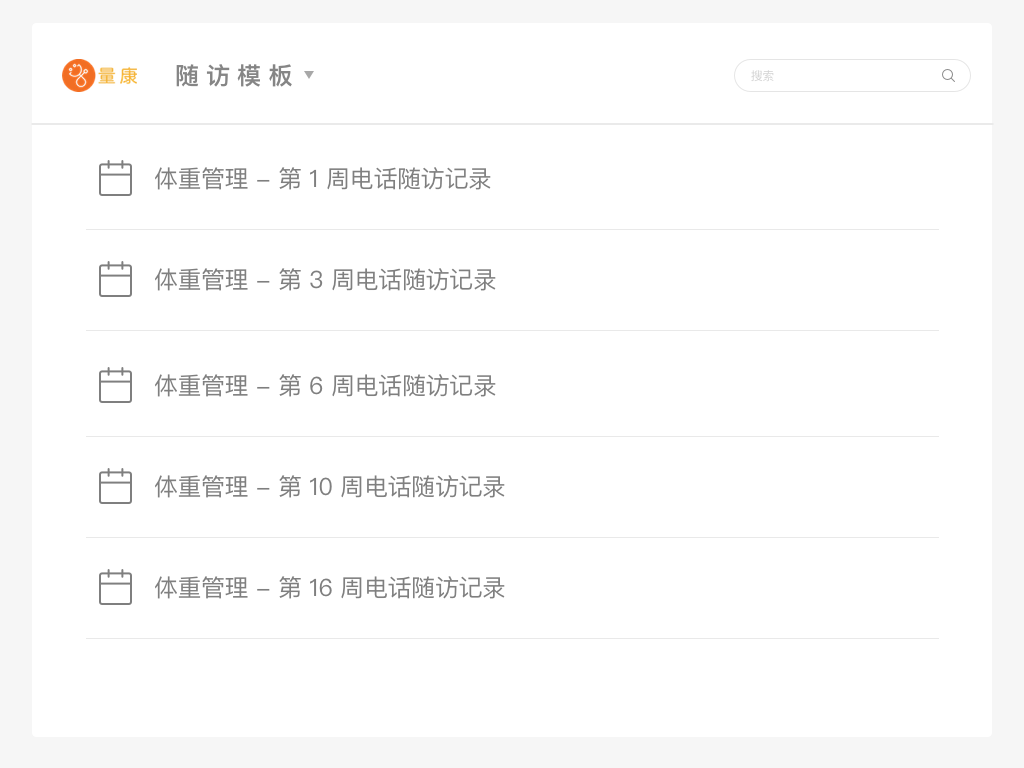 量康
随访模板
搜索
体重管理 – 第 1 周电话随访记录
体重管理 – 第 3 周电话随访记录
体重管理 – 第 6 周电话随访记录
体重管理 – 第 10 周电话随访记录
体重管理 – 第 16 周电话随访记录